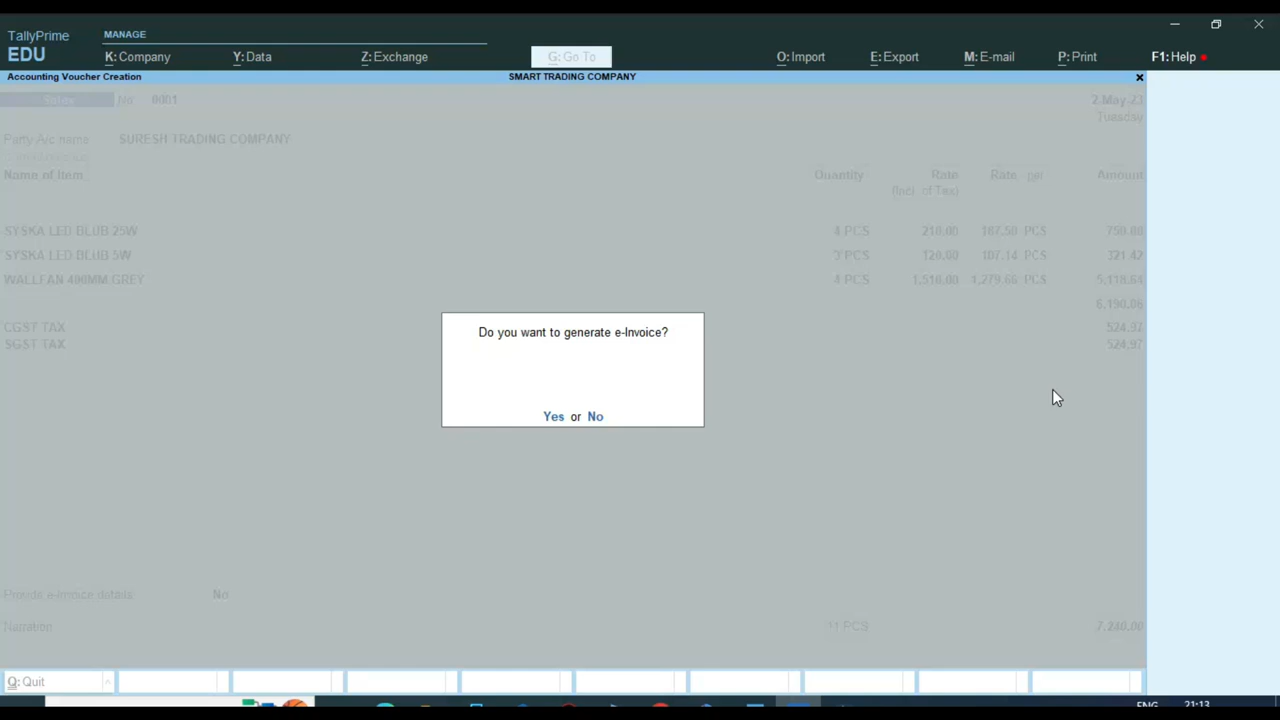 TallyPrime
EDU
MANAGE
K:Company
Y:Data
Z:Exchange
G:Go To
O:Import
E:Export
M:E-mail
P:Print
F1:Help
Accounting Voucher Creation
SMART TRADING COMPANY
Sales No 0001
2-May-23
Tuesday
Party A/c name SURESH TRADING COMPANY
Name of Item Quantity Rate Rate per Amount
(Incl. of Tax)
SYSKA LED BLUB 25W 4 PCS 210.00 187.50 PCS
SYSKA LED BLUB 5W 3 PCS 120.00 107.14 PCS 321.42
WALLFAN 400MM GREY 4 PCS 1,510.00 1,279.66 PCS 5,118.64
6,190.06
CGST TAX 524.97
SGST TAX 524.97
Do you want to generate e-Invoice?
Yes or No
Provide e-Invoice details No
Narration 11 PCS 7,240.00
Q: Quit
ENG 21:13